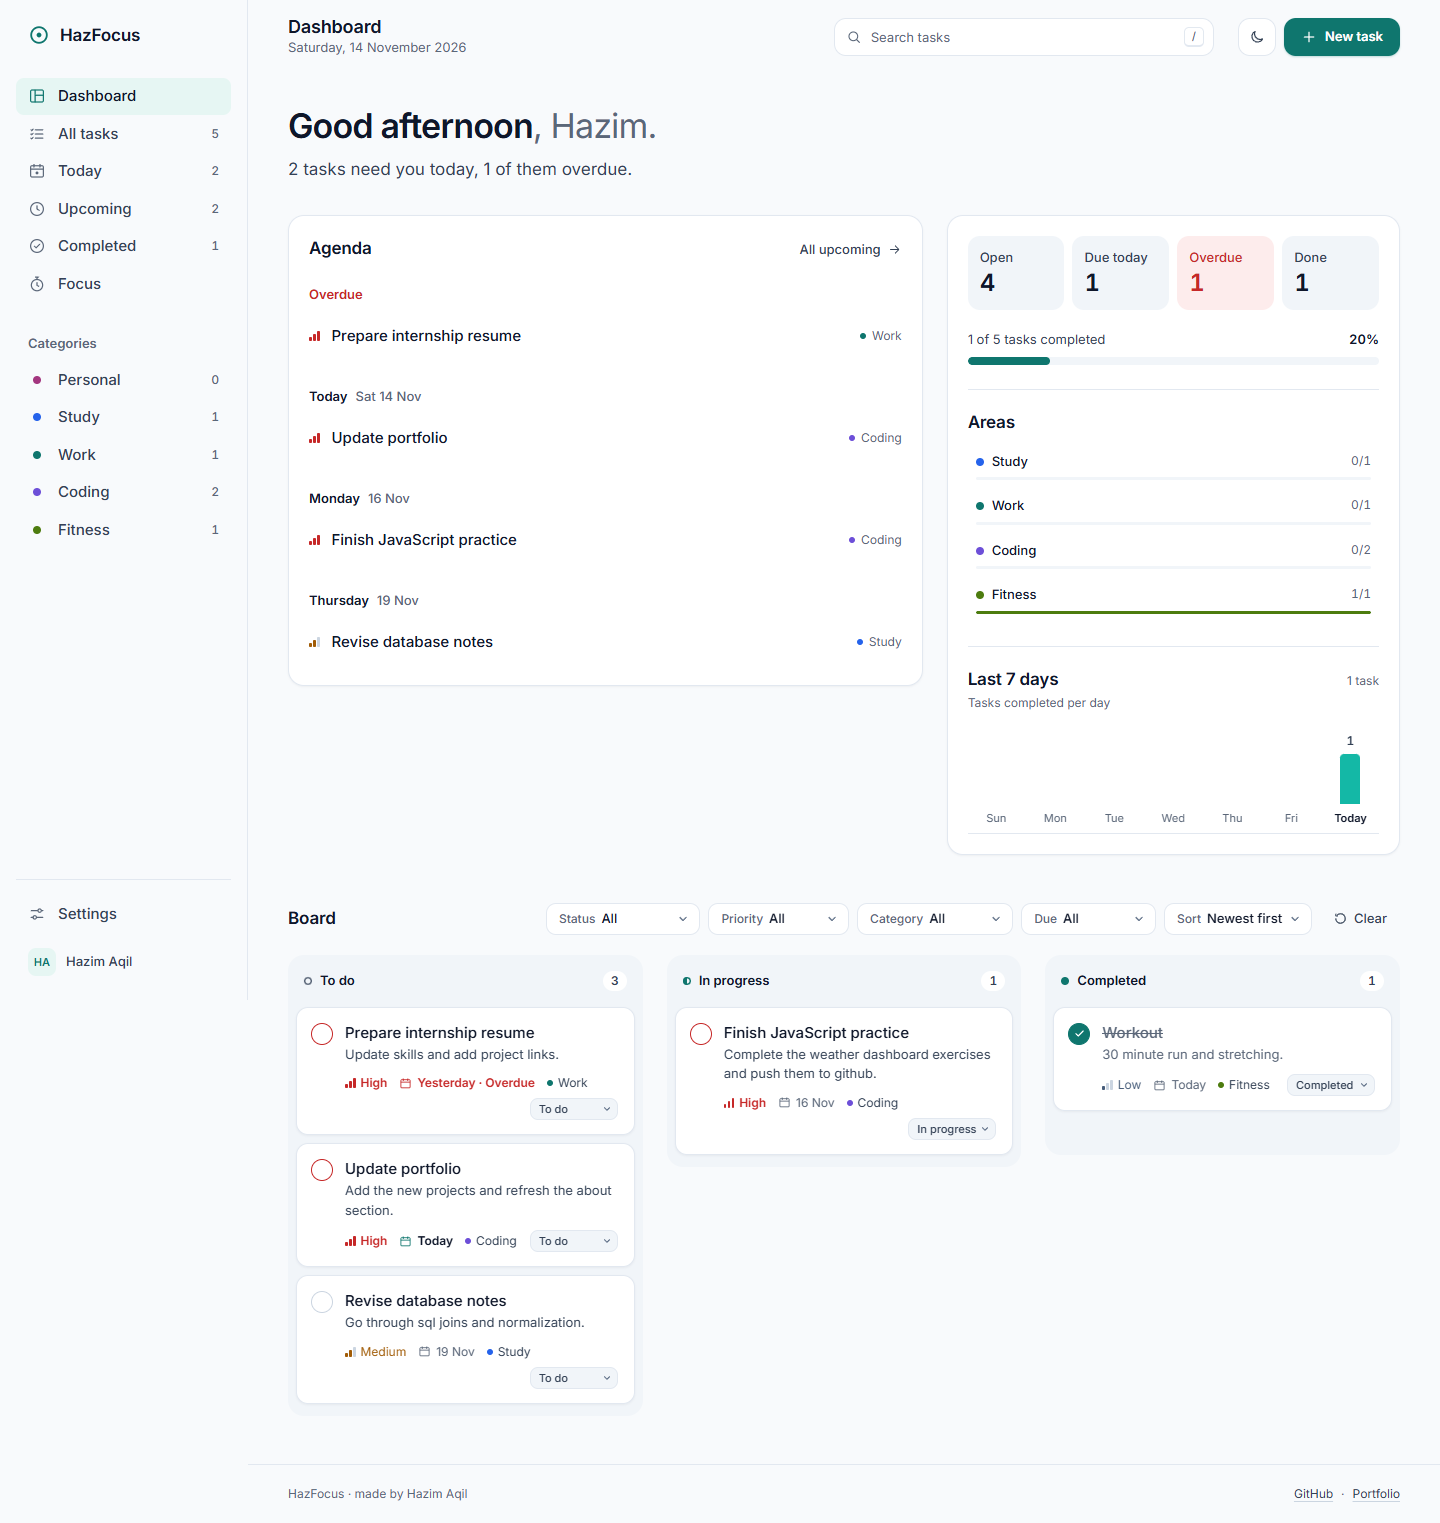 HazFocus
Dashboard
All tasks 5
Today 2
Upcoming 2
Completed 1
Focus
Categories
Personal 0
Study 1
Work 1
Coding 2
Fitness 1
Settings
HA Hazim Aqil
Dashboard
Saturday, 14 November 2026
Search tasks /
New task
Good afternoon, Hazim.
2 tasks need you today, 1 of them overdue.
Agenda All upcoming →
Overdue
Prepare internship resume Work
Today Sat 14 Nov
Update portfolio Coding
Monday 16 Nov
Finish JavaScript practice Coding
Thursday 19 Nov
Revise database notes Study
Open Due today Overdue Done
4 1 1 1
1 of 5 tasks completed 20%
Areas
Study 0/1
Work 0/1
Coding 0/2
Fitness 1/1
Last 7 days 1 task
Tasks completed per day
1
Sun Mon Tue Wed Thu Fri Today
Board
Status All Priority All Category All Due All Sort Newest first Clear
To do 3
Prepare internship resume
Update skills and add project links.
High Yesterday · Overdue Work
To do
Update portfolio
Add the new projects and refresh the about
section.
High Today Coding To do
Revise database notes
Go through sql joins and normalization.
Medium 19 Nov Study
To do
In progress 1
Finish JavaScript practice
Complete the weather dashboard exercises
and push them to github.
High 16 Nov Coding
In progress
Completed 1
Workout
30 minute run and stretching.
Low Today Fitness Completed
HazFocus · made by Hazim Aqil
GitHub · Portfolio